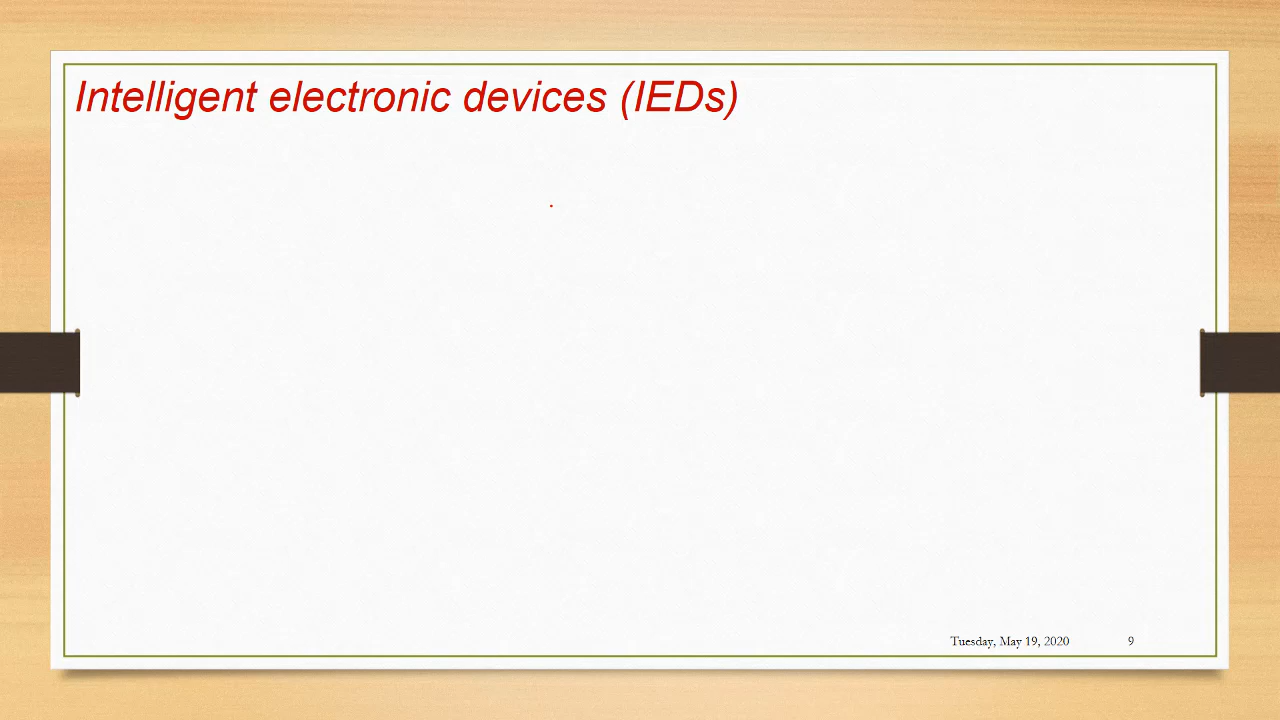 Intelligent electronic devices (IEDs)
Tuesday, May 19, 2020 9